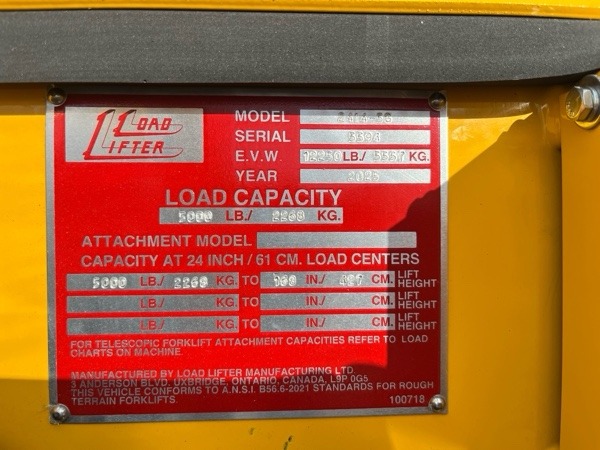 LOAD
LIFTER
MODEL
SERIAL
E.V.W. LB./ KG.
YEAR
LOAD CAPACITY
5000 LB./ 2268 KG.
ATTACHMENT MODEL
CAPACITY AT 24 INCH / 61 CM. LOAD CENTERS
5000 LB./ 2268 KG. TO IN./ CM. LIFT HEIGHT
LB./ KG. TO IN./ CM. LIFT HEIGHT
LB./ KG. TO IN./ CM. LIFT HEIGHT
FOR TELESCOPIC FORKLIFT ATTACHMENT CAPACITIES REFER TO LOAD
CHARTS ON MACHINE.
MANUFACTURED BY LOAD LIFTER MANUFACTURING LTD.
3 ANDERSON BLVD. UXBRIDGE, ONTARIO, CANADA, L9P 0G5
THIS VEHICLE CONFORMS TO A.N.S.I. B56.6-2021 STANDARDS FOR ROUGH
TERRAIN FORKLIFTS.
100718